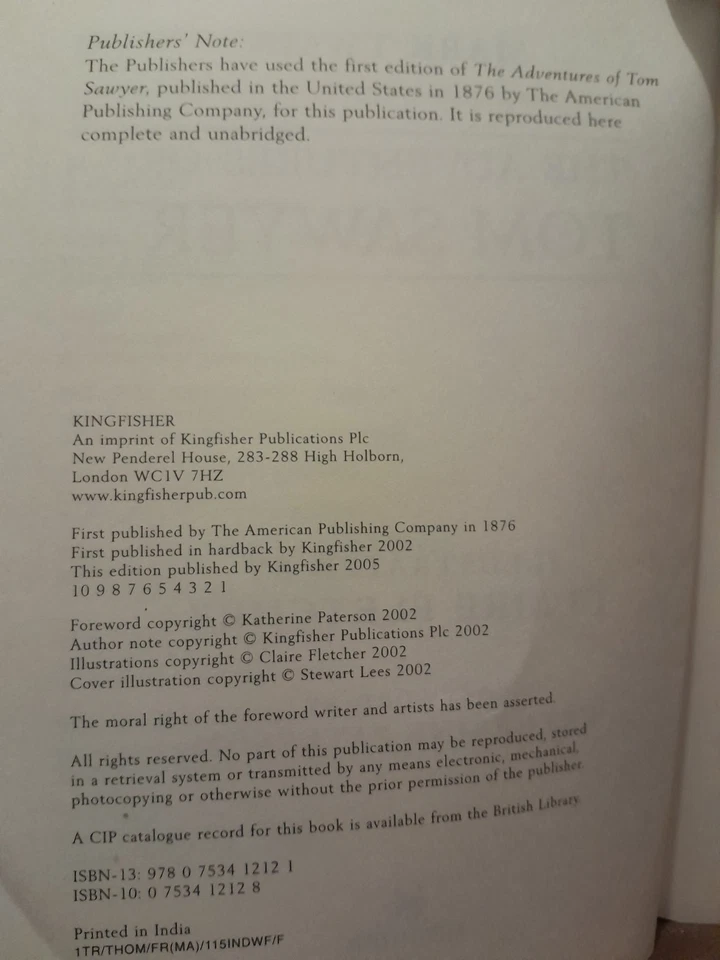 Publishers' Note:
The Publishers have used the first edition of The Adventures of Tom
Sawyer, published in the United States in 1876 by The American
Publishing Company, for this publication. It is reproduced here
complete and unabridged.
KINGFISHER
An imprint of Kingfisher Publications Plc
New Penderel House, 283-288 High Holborn,
London WC1V 7HZ
www.kingfisherpub.com
First published by The American Publishing Company in 1876
First published in hardback by Kingfisher 2002
This edition published by Kingfisher 2005
10 9 8 7 6 5 4 3 2 1
Foreword copyright © Katherine Paterson 2002
Author note copyright © Kingfisher Publications Plc 2002
Illustrations copyright © Claire Fletcher 2002
Cover illustration copyright © Stewart Lees 2002
The moral right of the foreword writer and artists has been asserted.
All rights reserved. No part of this publication may be reproduced, stored
in a retrieval system or transmitted by any means electronic, mechanical,
photocopying or otherwise without the prior permission of the publisher.
A CIP catalogue record for this book is available from the British Library.
ISBN-13: 978 0 7534 1212 1
ISBN-10: 0 7534 1212 8
Printed in India
1TR/THOM/FR(MA)/115INDWF/F